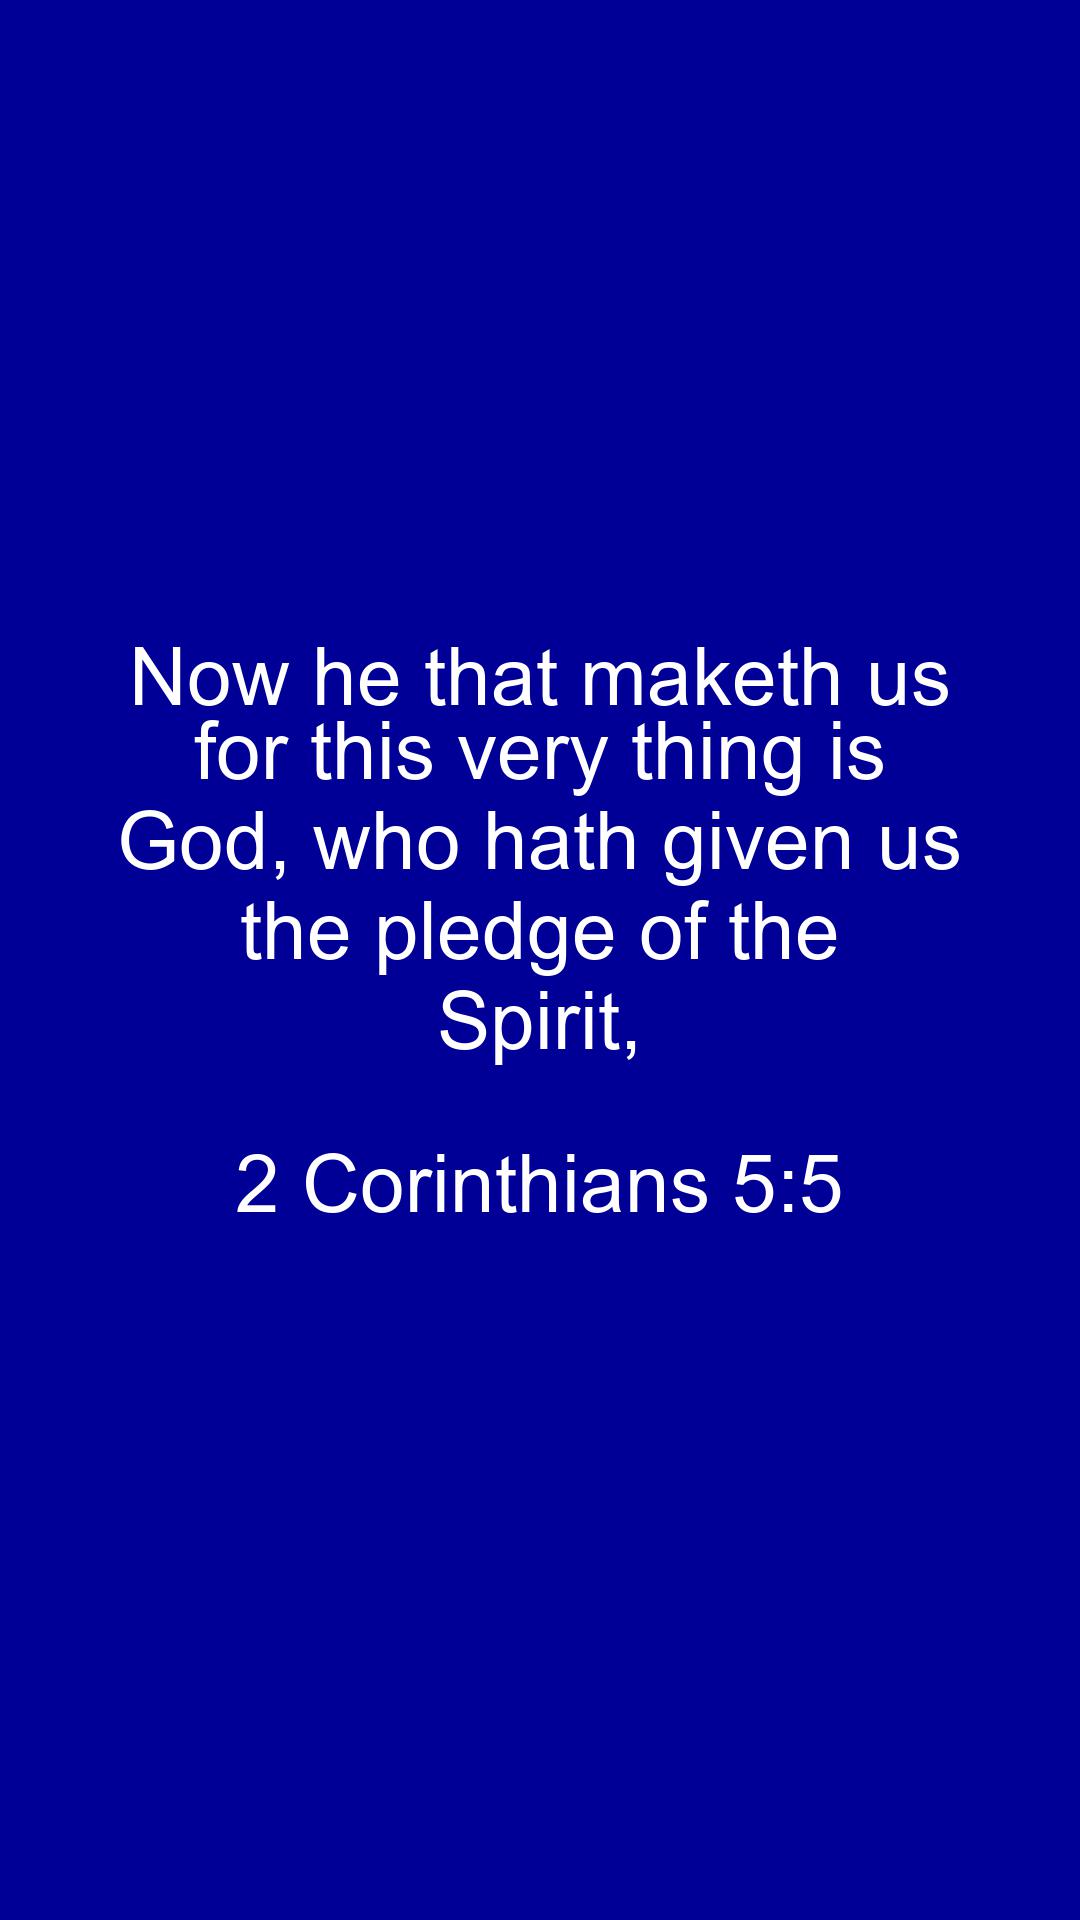 Now he that maketh us
for this very thing is
God, who hath given us
the pledge of the
Spirit,
2 Corinthians 5:5